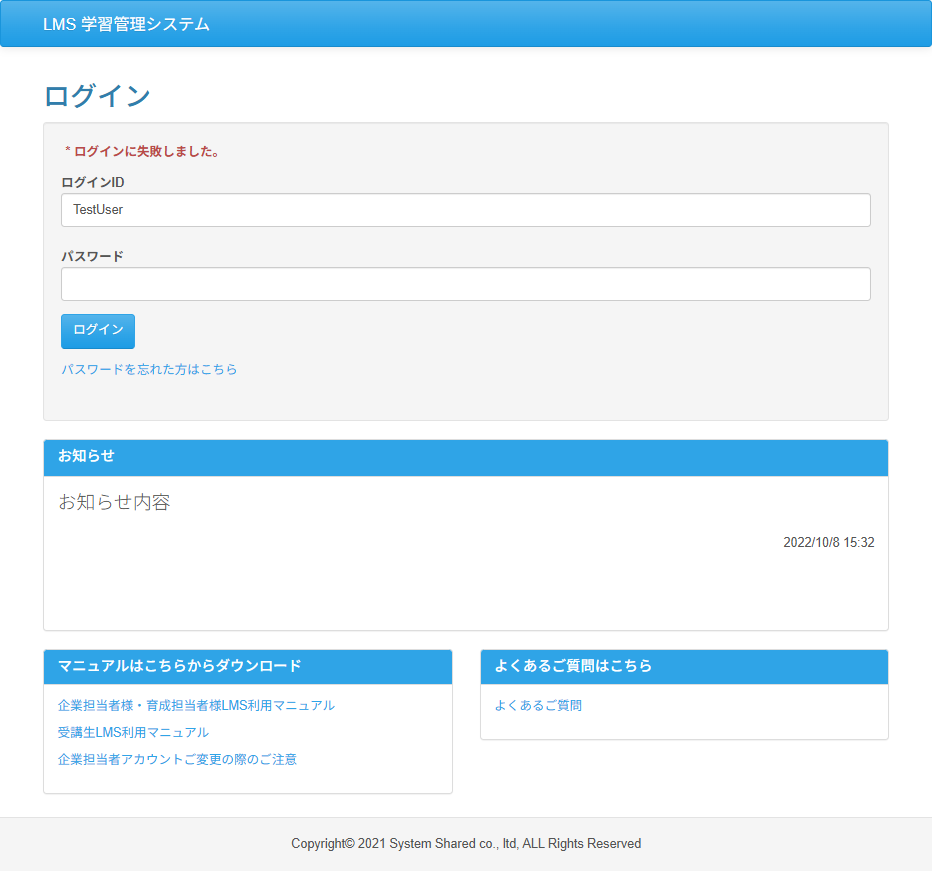 LMS 学習管理システム
ログイン
* ログインに失敗しました。
ログインID
TestUser
パスワード
ログイン
パスワードを忘れた方はこちら
お知らせ
お知らせ内容
2022/10/8 15:32
マニュアルはこちらからダウンロード
企業担当者様・育成担当者様LMS利用マニュアル
受講生LMS利用マニュアル
企業担当者アカウントご変更の際のご注意
よくあるご質問はこちら
よくあるご質問
Copyright© 2021 System Shared co., ltd, ALL Rights Reserved